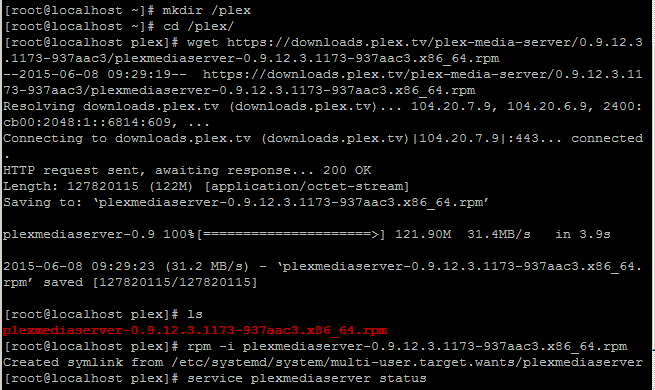 [root@localhost ~]# mkdir /plex
[root@localhost ~]# cd /plex/
[root@localhost plex]# wget https://downloads.plex.tv/plex-media-server/0.9.12.3
.1173-937aac3/plexmediaserver-0.9.12.3.1173-937aac3.x86_64.rpm
--2015-06-08 09:29:19--  https://downloads.plex.tv/plex-media-server/0.9.12.3.11
73-937aac3/plexmediaserver-0.9.12.3.1173-937aac3.x86_64.rpm
Resolving downloads.plex.tv (downloads.plex.tv)... 104.20.7.9, 104.20.6.9, 2400:
cb00:2048:1::6814:609, ...
Connecting to downloads.plex.tv (downloads.plex.tv)|104.20.7.9|:443... connected
.
HTTP request sent, awaiting response... 200 OK
Length: 127820115 (122M) [application/octet-stream]
Saving to: ‘plexmediaserver-0.9.12.3.1173-937aac3.x86_64.rpm’
plexmediaserver-0.9 100%[=====================>] 121.90M  31.4MB/s   in 3.9s
2015-06-08 09:29:23 (31.2 MB/s) - ‘plexmediaserver-0.9.12.3.1173-937aac3.x86_64.
rpm’ saved [127820115/127820115]
[root@localhost plex]# ls
plexmediaserver-0.9.12.3.1173-937aac3.x86_64.rpm
[root@localhost plex]# rpm -i plexmediaserver-0.9.12.3.1173-937aac3.x86_64.rpm
Created symlink from /etc/systemd/system/multi-user.target.wants/plexmediaserver
[root@localhost plex]# service plexmediaserver status